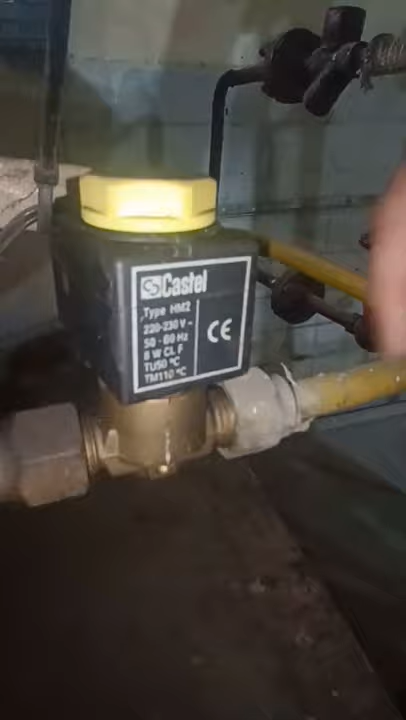 Castel
Type HM2
220-230 V~
50 - 60 Hz
8 W CL F
TU50 °C
TM110 °C
CE